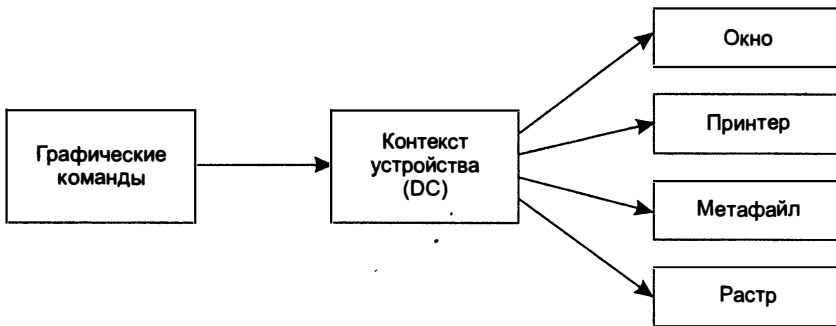 Графические
команды
Контекст
устройства
(DC)
Окно
Принтер
Метафайл
Растр